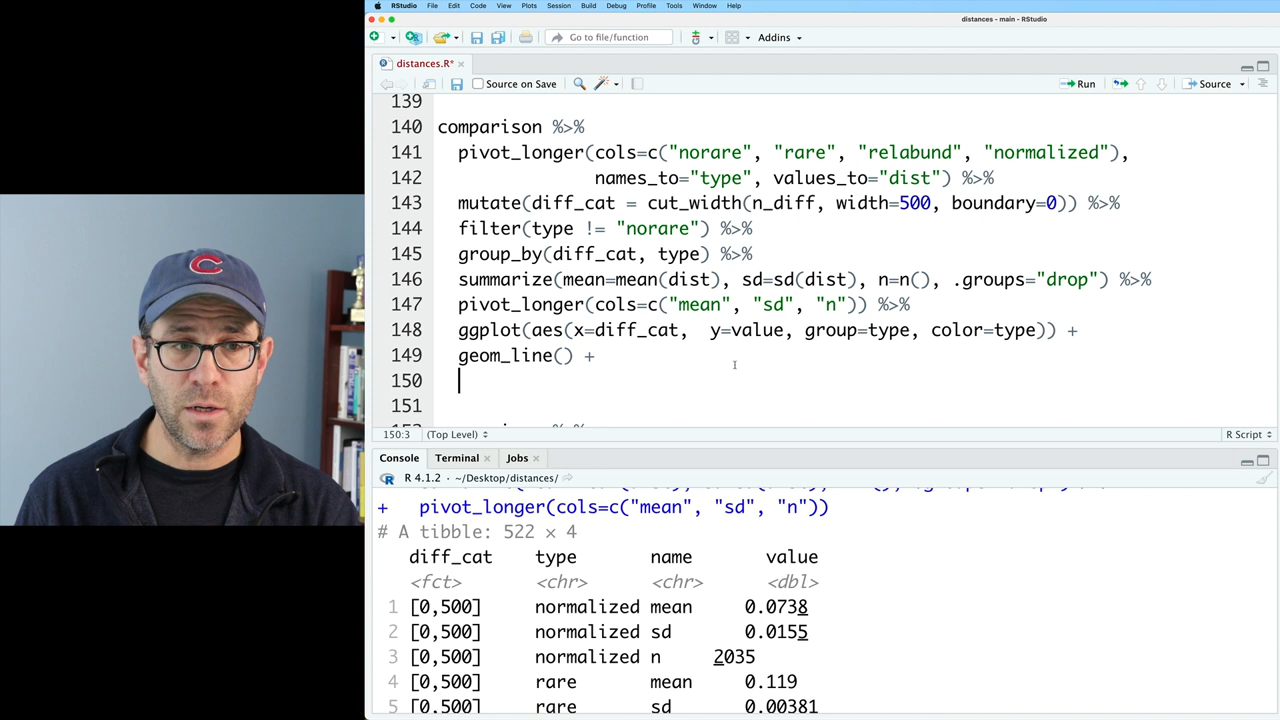 RStudio File Edit Code View Plots Session Build Debug Profile Tools Window Help
distances - main - RStudio
Go to file/function Addins
distances.R*
Source on Save Run Source
139
140 comparison %>%
141 pivot_longer(cols=c("norare", "rare", "relabund", "normalized"),
142 names_to="type", values_to="dist") %>%
143 mutate(diff_cat = cut_width(n_diff, width=500, boundary=0)) %>%
144 filter(type != "norare") %>%
145 group_by(diff_cat, type) %>%
146 summarize(mean=mean(dist), sd=sd(dist), n=n(), .groups="drop") %>%
147 pivot_longer(cols=c("mean", "sd", "n")) %>%
148 ggplot(aes(x=diff_cat,  y=value, group=type, color=type)) +
149 geom_line() +
150
151
150:3 (Top Level) R Script
Console Terminal Jobs
R 4.1.2 · ~/Desktop/distances/
+ pivot_longer(cols=c("mean", "sd", "n"))
# A tibble: 522 × 4
diff_cat type name value
<fct> <chr> <chr> <dbl>
1 [0,500] normalized mean 0.0738
2 [0,500] normalized sd 0.0155
3 [0,500] normalized n 2035
4 [0,500] rare mean 0.119
5 [0,500] rare sd 0.00381